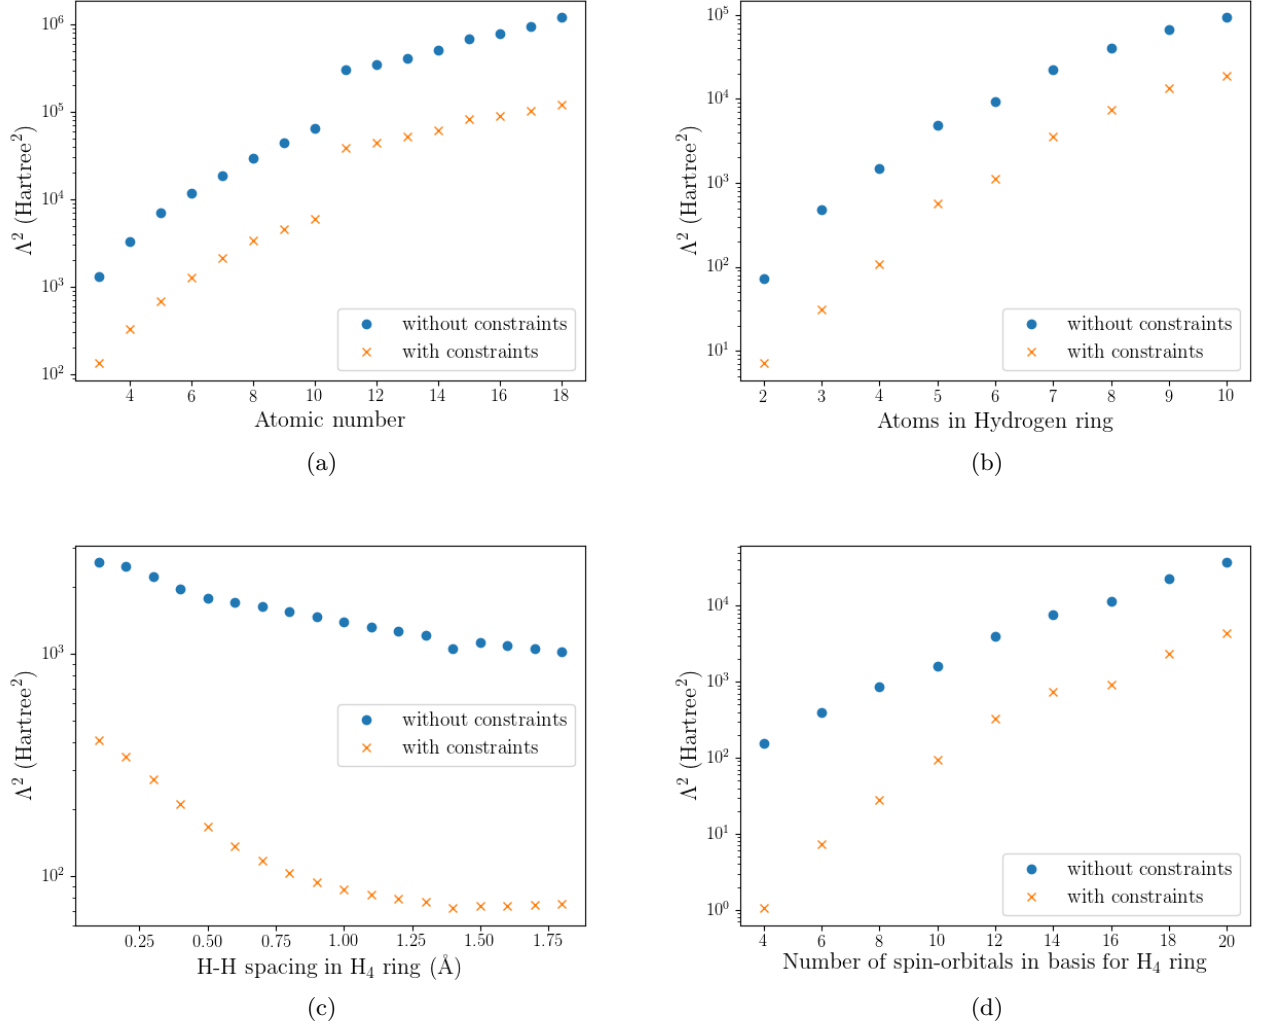 10^6
10^5
10^4
10^3
10^2
Λ^2 (Hartree^2)
without constraints
with constraints
4 6 8 10 12 14 16 18
Atomic number
(a)
10^5
10^4
10^3
10^2
10^1
Λ^2 (Hartree^2)
without constraints
with constraints
2 3 4 5 6 7 8 9 10
Atoms in Hydrogen ring
(b)
10^3
10^2
Λ^2 (Hartree^2)
without constraints
with constraints
0.25 0.50 0.75 1.00 1.25 1.50 1.75
H-H spacing in H_4 ring (Å)
(c)
10^4
10^3
10^2
10^1
10^0
Λ^2 (Hartree^2)
without constraints
with constraints
4 6 8 10 12 14 16 18 20
Number of spin-orbitals in basis for H_4 ring
(d)